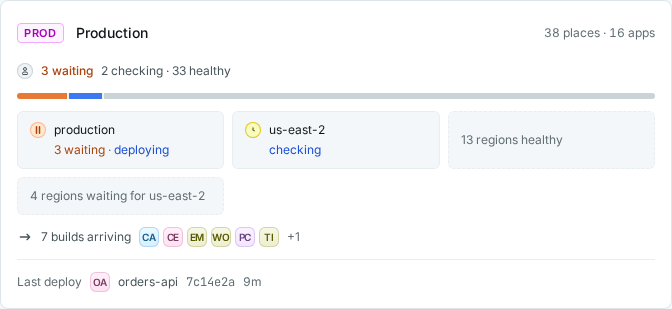 PROD Production 38 places · 16 apps
3 waiting 2 checking · 33 healthy
production
3 waiting · deploying
us-east-2
checking
13 regions healthy
4 regions waiting for us-east-2
→ 7 builds arriving CA CE EM WO PC TI +1
Last deploy OA orders-api 7c14e2a 9m